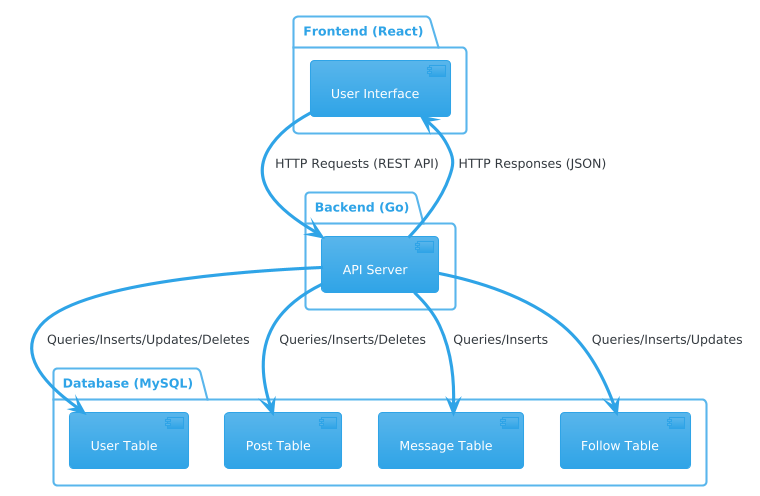 Frontend (React)
User Interface
HTTP Requests (REST API)
HTTP Responses (JSON)
Backend (Go)
API Server
Queries/Inserts/Updates/Deletes
Queries/Inserts/Deletes
Queries/Inserts
Queries/Inserts/Updates
Database (MySQL)
User Table
Post Table
Message Table
Follow Table